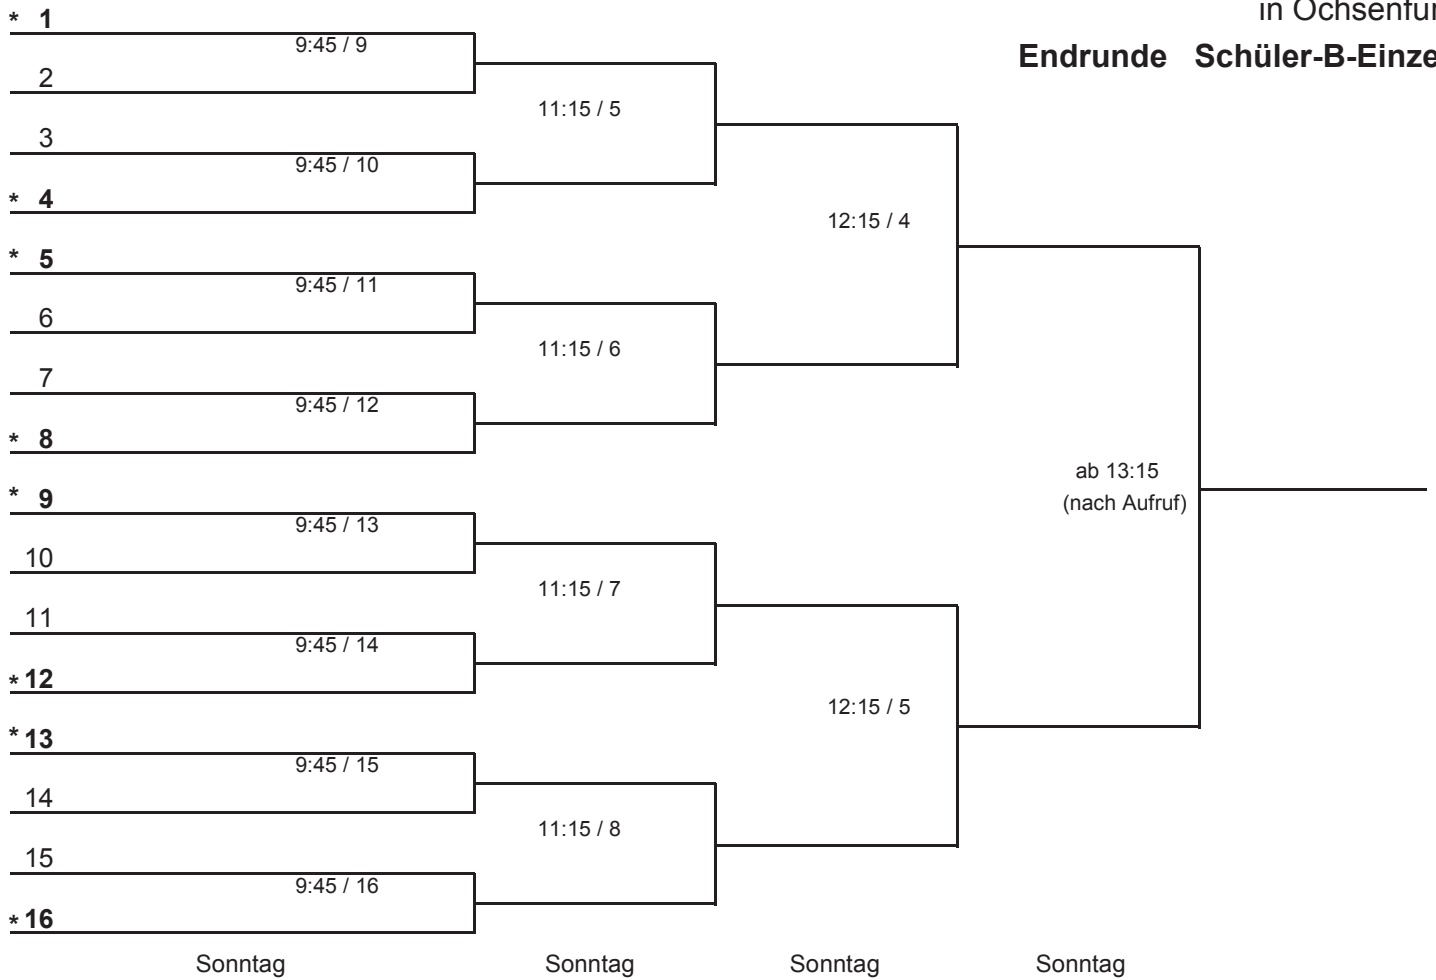 in Ochsenfur
Endrunde Schüler-B-Einze
* 1
9:45 / 9
2
11:15 / 5
3
9:45 / 10
* 4
12:15 / 4
* 5
9:45 / 11
6
11:15 / 6
7
9:45 / 12
* 8
ab 13:15
(nach Aufruf)
* 9
9:45 / 13
10
11:15 / 7
11
9:45 / 14
* 12
12:15 / 5
* 13
9:45 / 15
14
11:15 / 8
15
9:45 / 16
* 16
Sonntag Sonntag Sonntag Sonntag